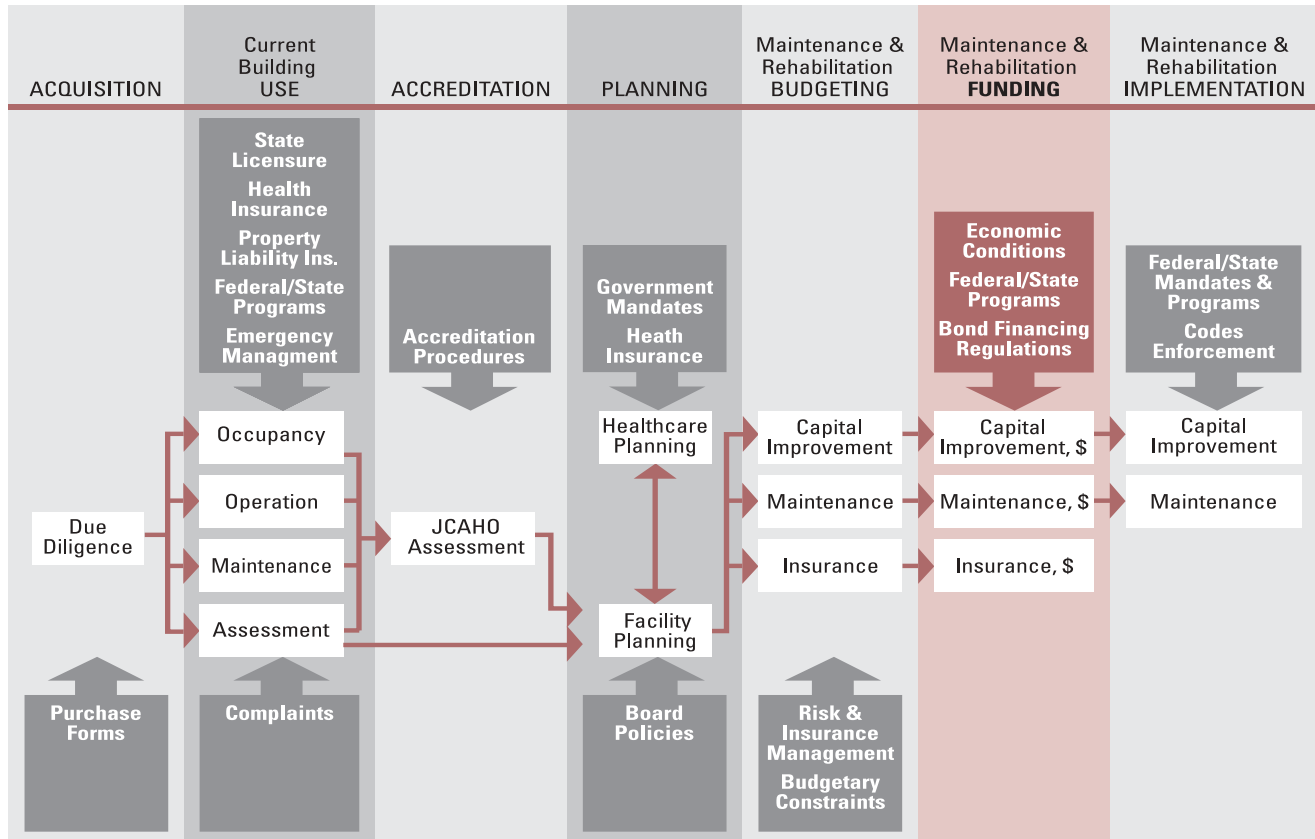 ACQUISITION
Current
Building
USE
ACCREDITATION
PLANNING
Maintenance &
Rehabilitation
BUDGETING
Maintenance &
Rehabilitation
FUNDING
Maintenance &
Rehabilitation
IMPLEMENTATION
State
Licensure
Health
Insurance
Property
Liability Ins.
Federal/State
Programs
Emergency
Managment
Accreditation
Procedures
Government
Mandates
Heath
Insurance
Economic
Conditions
Federal/State
Programs
Bond Financing
Regulations
Federal/State
Mandates &
Programs
Codes
Enforcement
Due
Diligence
Occupancy
Operation
Maintenance
Assessment
JCAHO
Assessment
Healthcare
Planning
Facility
Planning
Capital
Improvement
Maintenance
Insurance
Capital
Improvement, $
Maintenance, $
Insurance, $
Capital
Improvement
Maintenance
Purchase
Forms
Complaints
Board
Policies
Risk &
Insurance
Management
Budgetary
Constraints